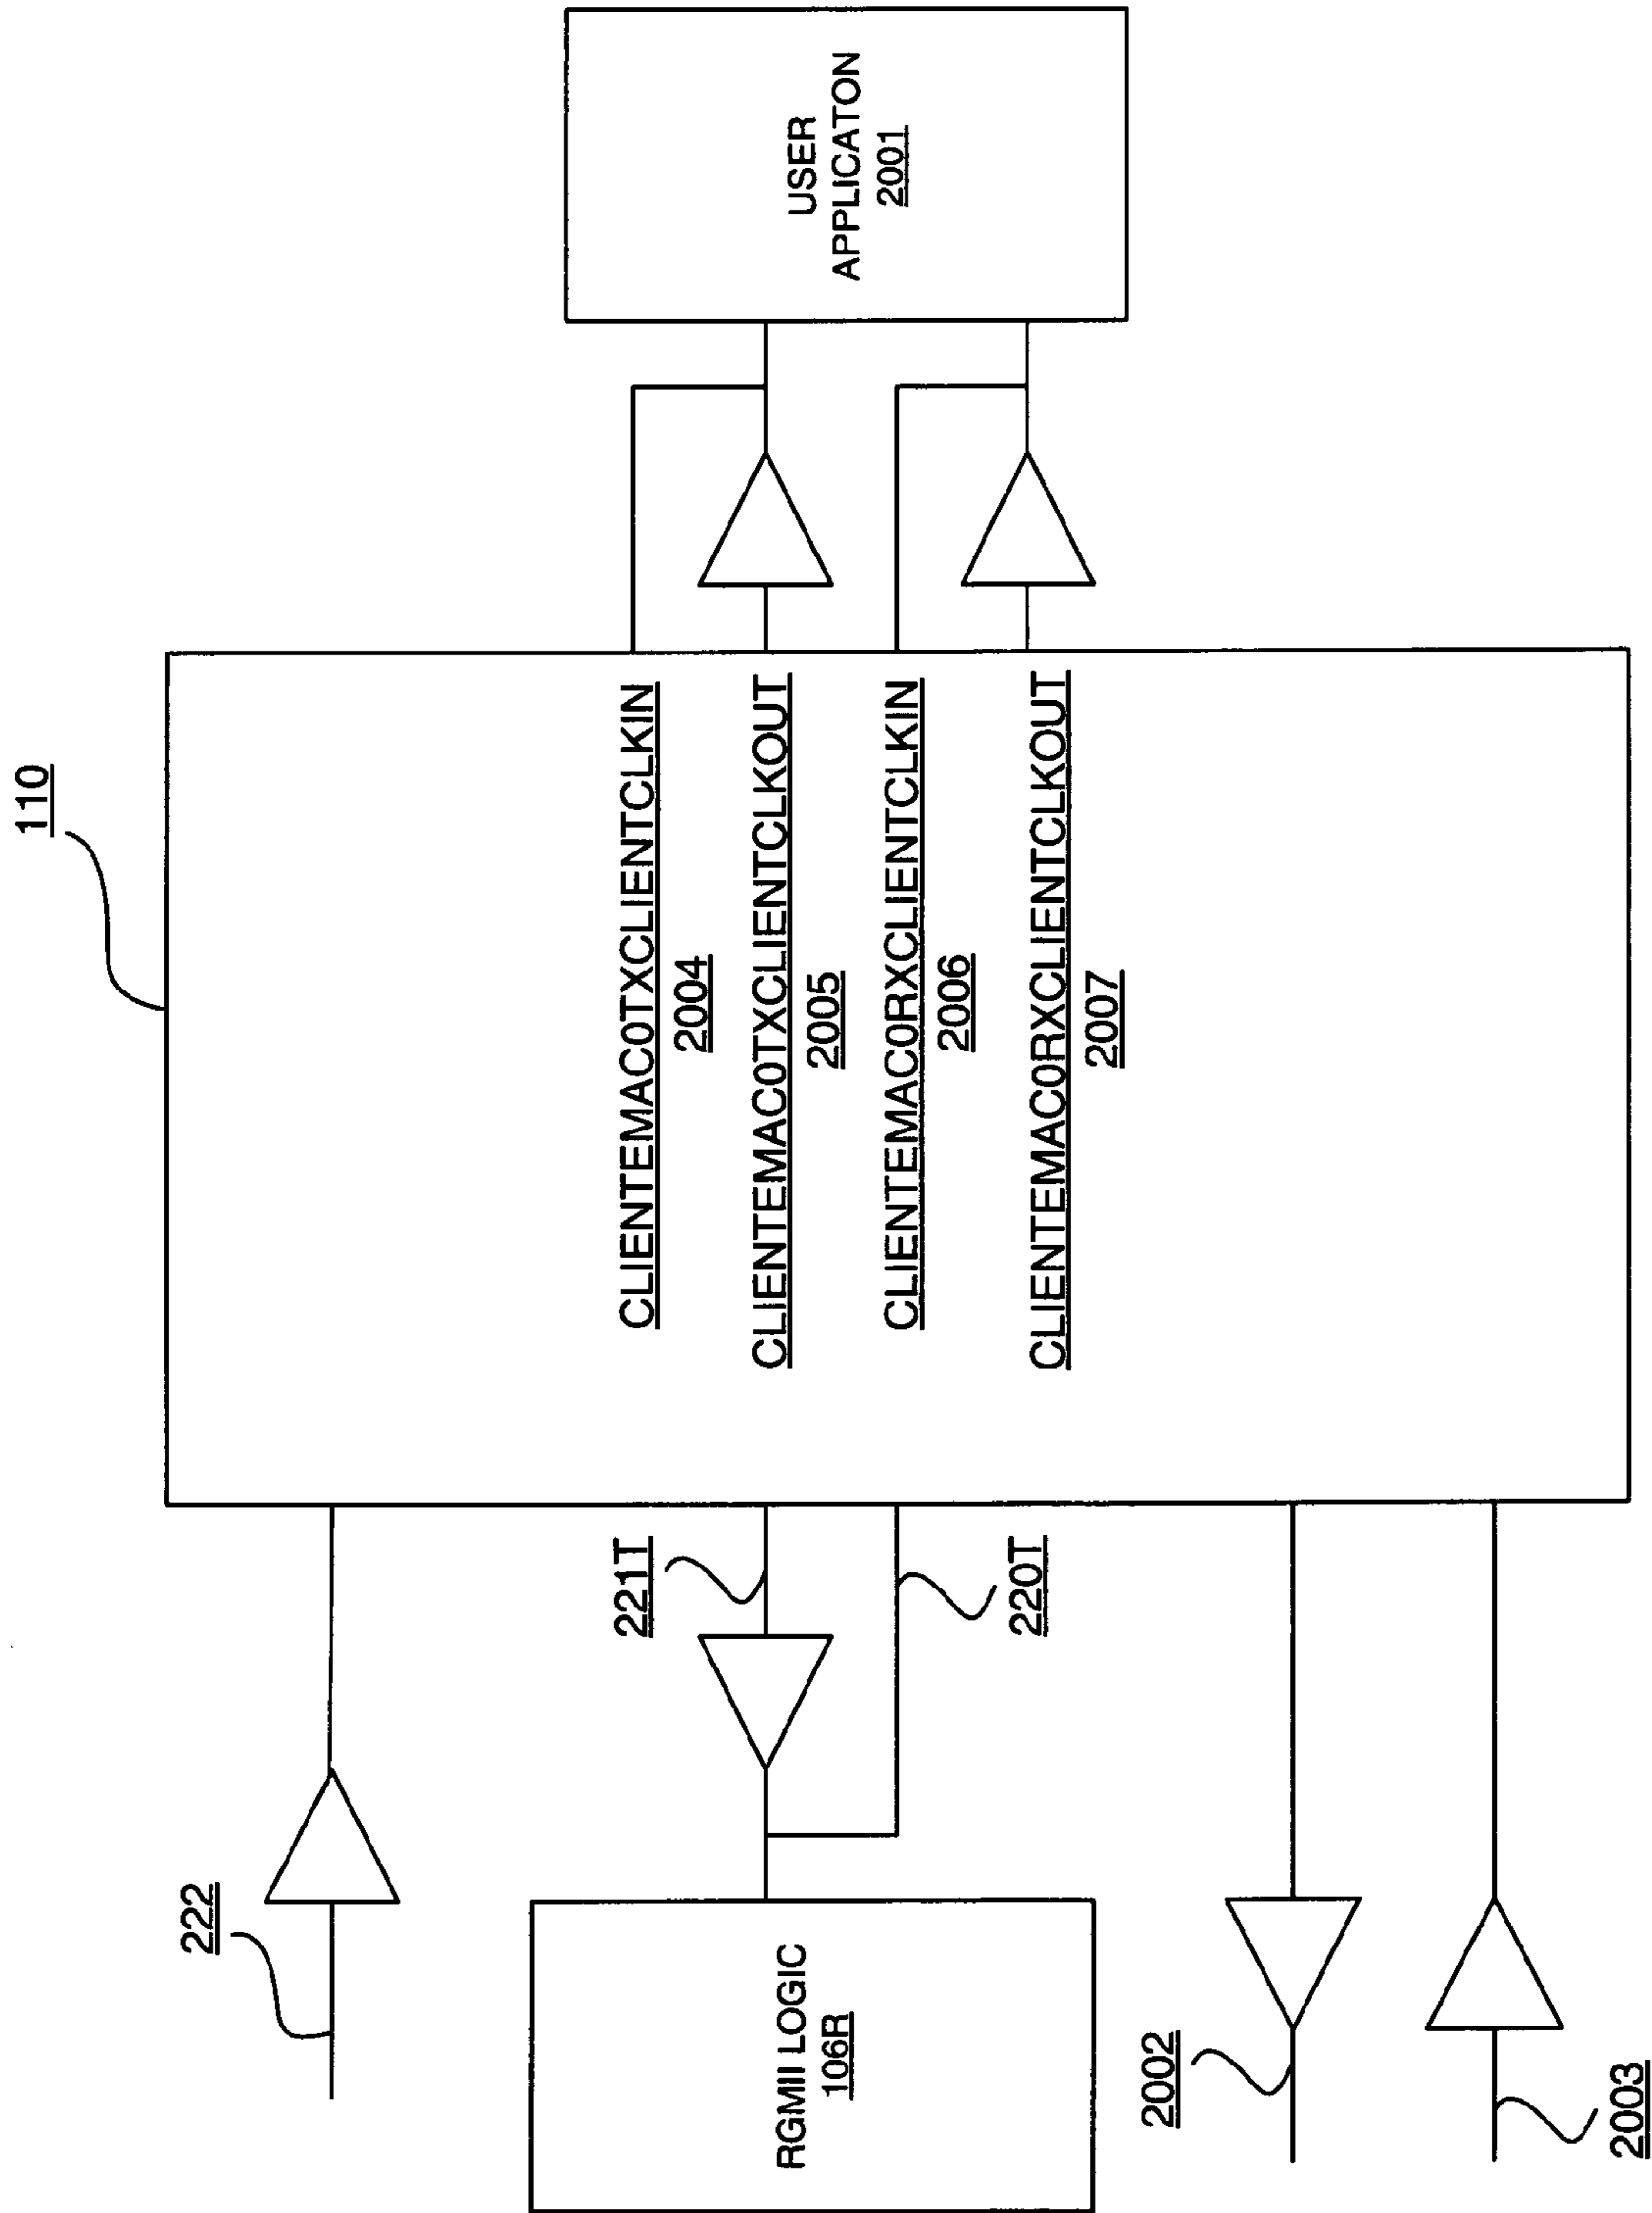 110
222
221T
220T
RGMII LOGIC
106R
2002
2003
CLIENTEMAC0TXCLIENTCLKIN
2004
CLIENTEMAC0TXCLIENTCLKOUT
2005
CLIENTEMAC0RXCLIENTCLKIN
2006
CLIENTEMAC0RXCLIENTCLKOUT
2007
USER
APPLICATON
2001